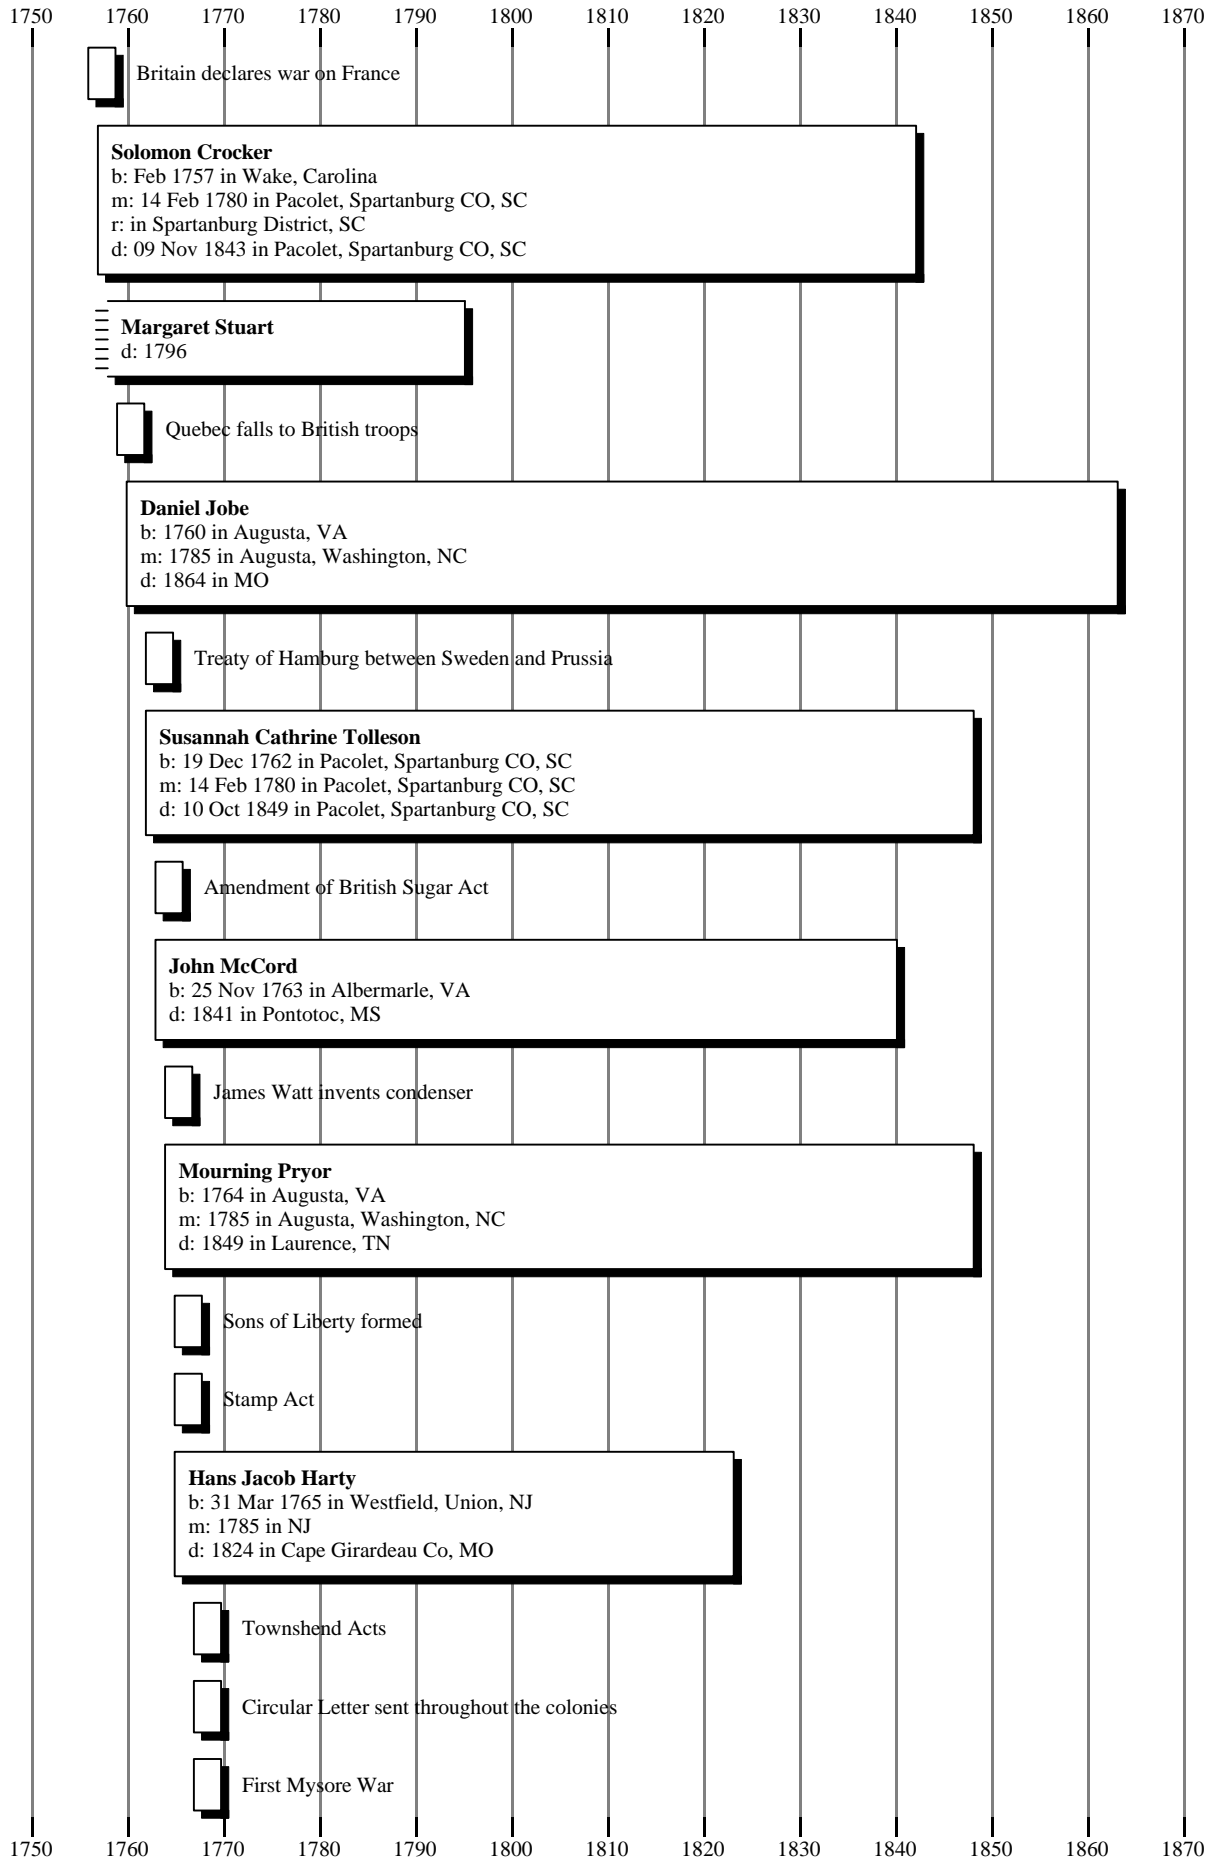 1750 1760 1770 1780 1790 1800 1810 1820 1830 1840 1850 1860 1870
Britain declares war on France
Solomon Crocker
b: Feb 1757 in Wake, Carolina
m: 14 Feb 1780 in Pacolet, Spartanburg CO, SC
r: in Spartanburg District, SC
d: 09 Nov 1843 in Pacolet, Spartanburg CO, SC
Margaret Stuart
d: 1796
Quebec falls to British troops
Daniel Jobe
b: 1760 in Augusta, VA
m: 1785 in Augusta, Washington, NC
d: 1864 in MO
Treaty of Hamburg between Sweden and Prussia
Susannah Cathrine Tolleson
b: 19 Dec 1762 in Pacolet, Spartanburg CO, SC
m: 14 Feb 1780 in Pacolet, Spartanburg CO, SC
d: 10 Oct 1849 in Pacolet, Spartanburg CO, SC
Amendment of British Sugar Act
John McCord
b: 25 Nov 1763 in Albermarle, VA
d: 1841 in Pontotoc, MS
James Watt invents condenser
Mourning Pryor
b: 1764 in Augusta, VA
m: 1785 in Augusta, Washington, NC
d: 1849 in Laurence, TN
Sons of Liberty formed
Stamp Act
Hans Jacob Harty
b: 31 Mar 1765 in Westfield, Union, NJ
m: 1785 in NJ
d: 1824 in Cape Girardeau Co, MO
Townshend Acts
Circular Letter sent throughout the colonies
First Mysore War
1750 1760 1770 1780 1790 1800 1810 1820 1830 1840 1850 1860 1870